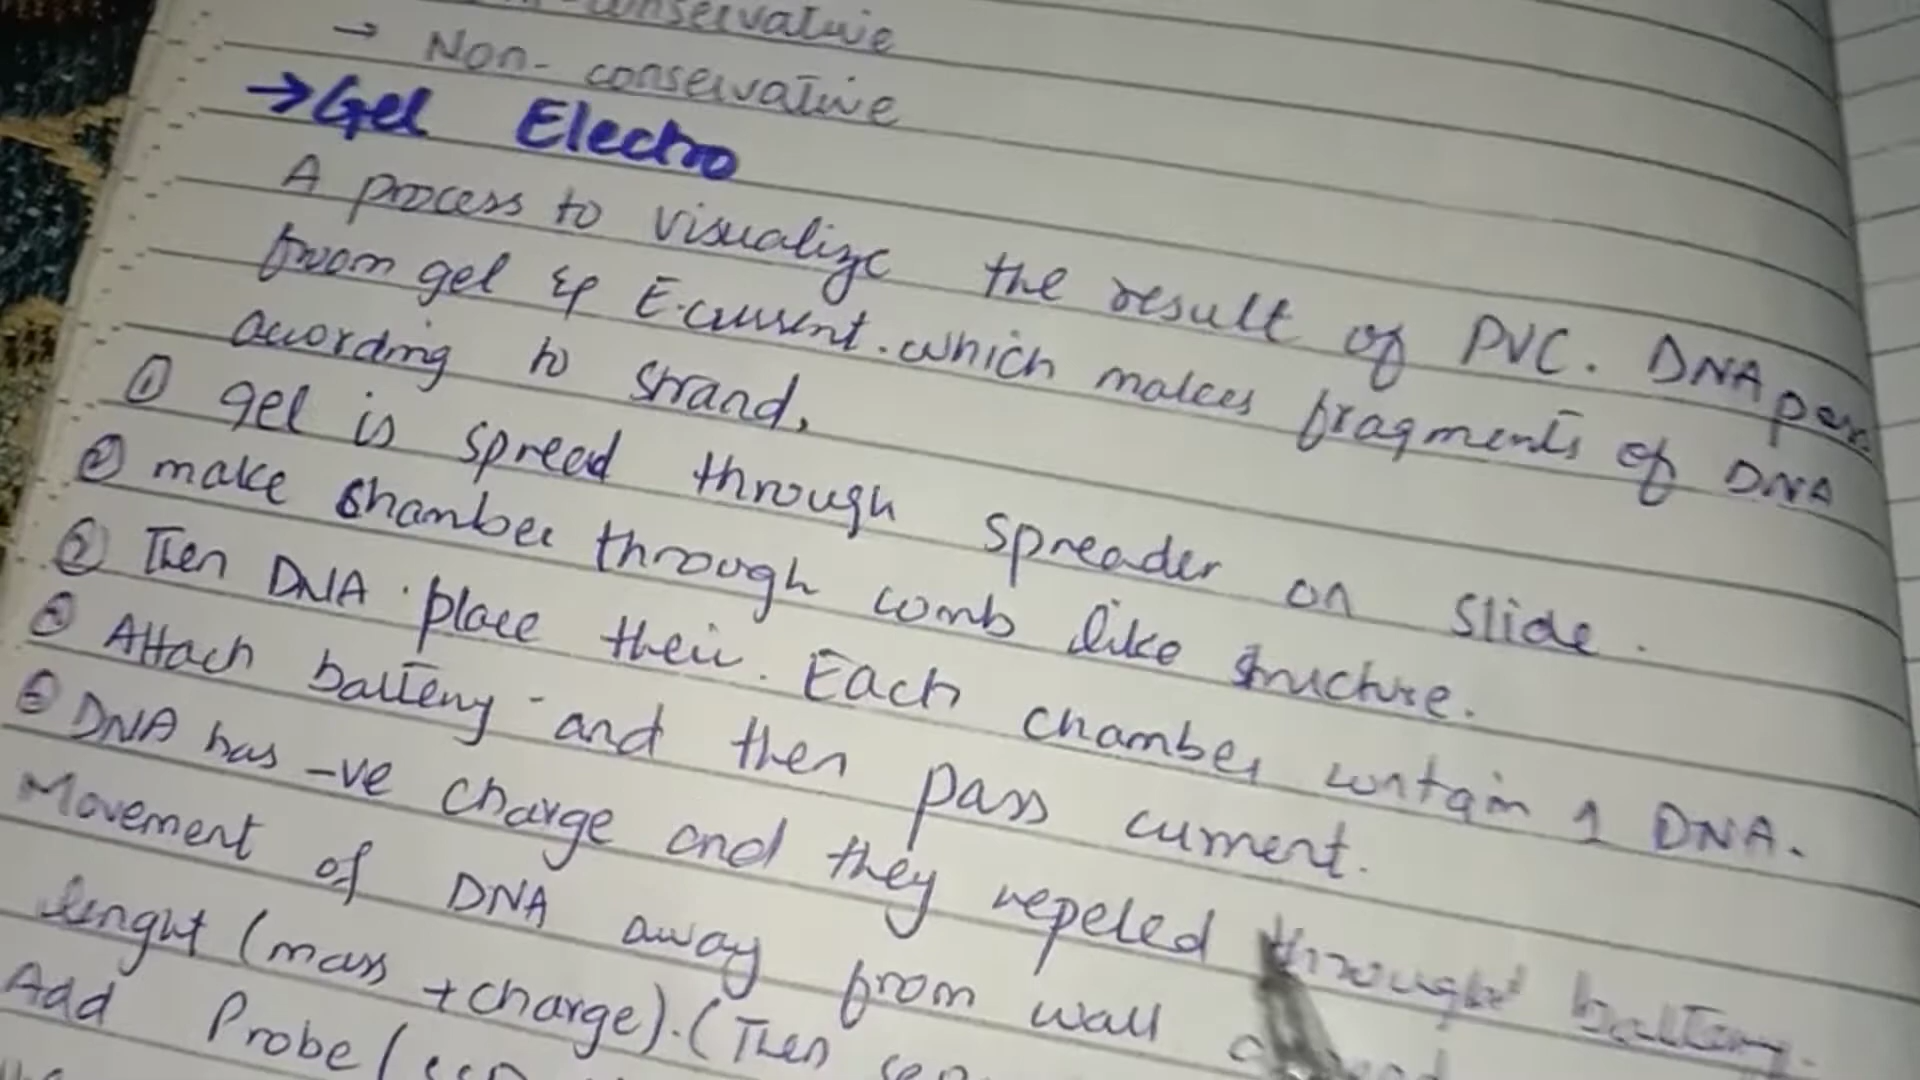 conservative
→ Non-conservative
→ Gel Electro
A process to visualize the result of PVC. DNA
from gel & E.current. which makes fragments of DNA
according to strand,
① gel is spread through spreader on slide.
② make chamber through comb like structure.
Then DNA place their. Each chamber contain 1 DNA.
Attach battery and then pass current.
⑤ DNA has -ve charge and they repeled throught battery.
Movement of DNA away from wall
lenght (mass + charge). (Then
Add Probe (